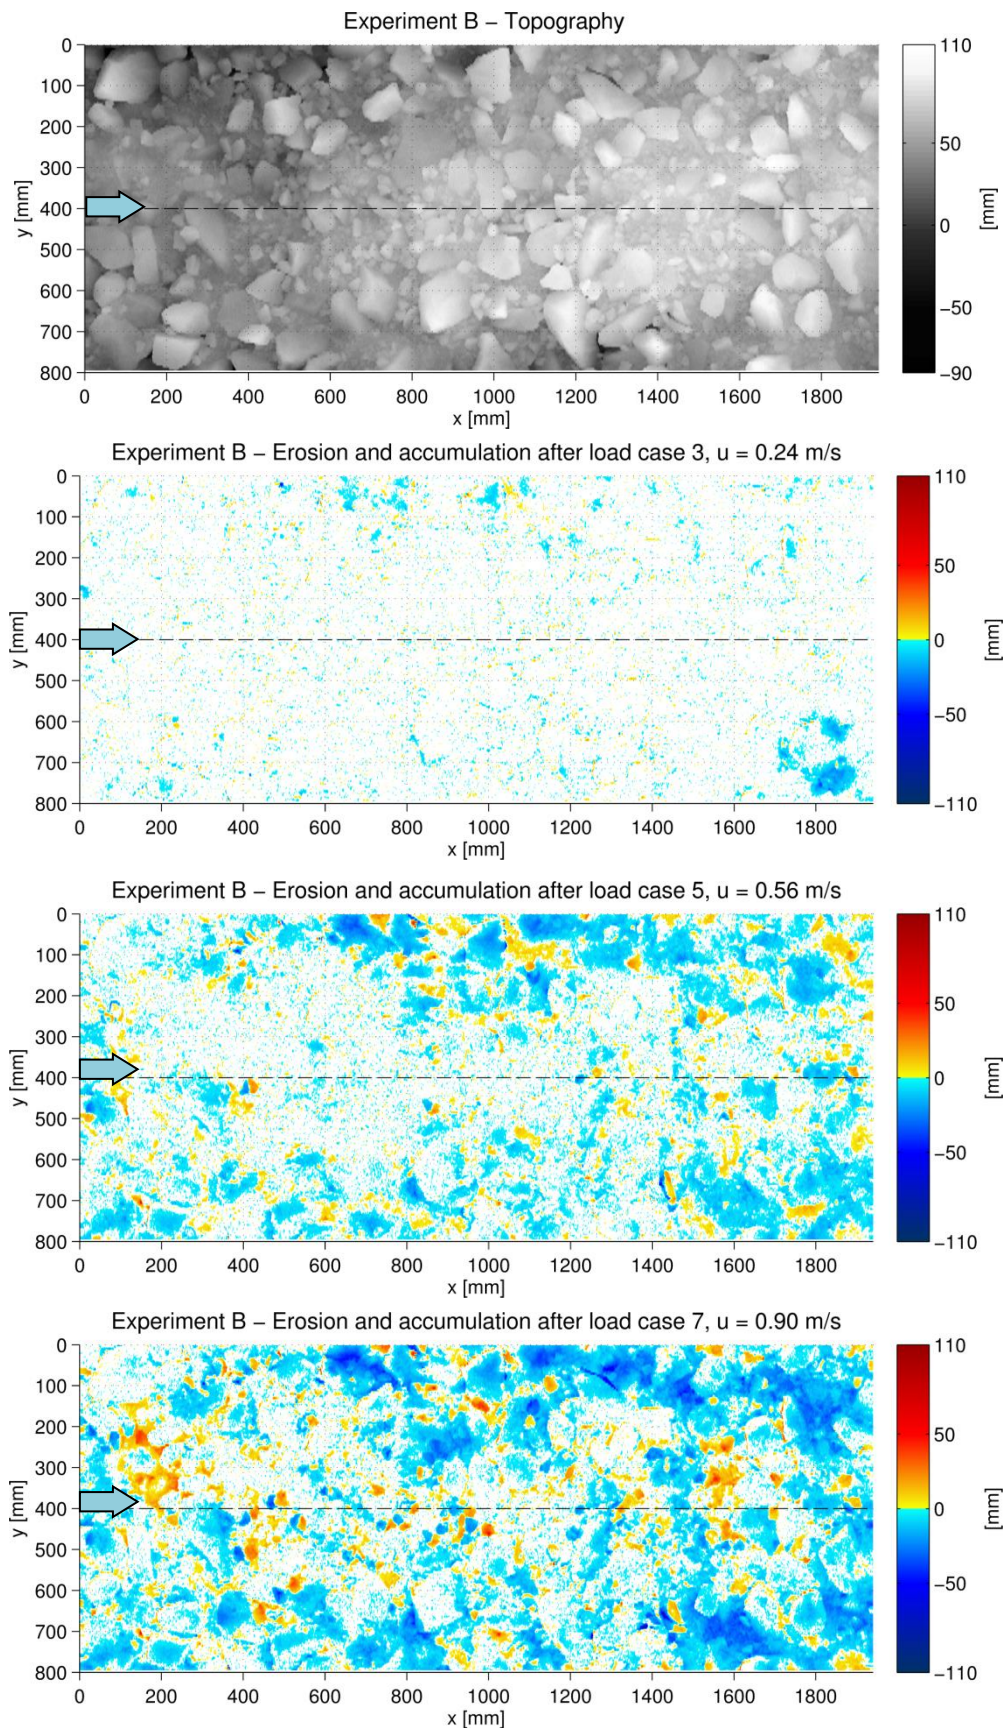 Experiment B − Topography
0
100
200
300
400
500
600
700
800
y [mm]
0 200 400 600 800 1000 1200 1400 1600 1800
x [mm]
110
50
0
−50
−90
[mm]
Experiment B − Erosion and accumulation after load case 3, u = 0.24 m/s
0
100
200
300
400
500
600
700
800
y [mm]
0 200 400 600 800 1000 1200 1400 1600 1800
x [mm]
110
50
0
−50
−110
[mm]
Experiment B − Erosion and accumulation after load case 5, u = 0.56 m/s
0
100
200
300
400
500
600
700
800
y [mm]
0 200 400 600 800 1000 1200 1400 1600 1800
x [mm]
110
50
0
−50
−110
[mm]
Experiment B − Erosion and accumulation after load case 7, u = 0.90 m/s
0
100
200
300
400
500
600
700
800
y [mm]
0 200 400 600 800 1000 1200 1400 1600 1800
x [mm]
110
50
0
−50
−110
[mm]